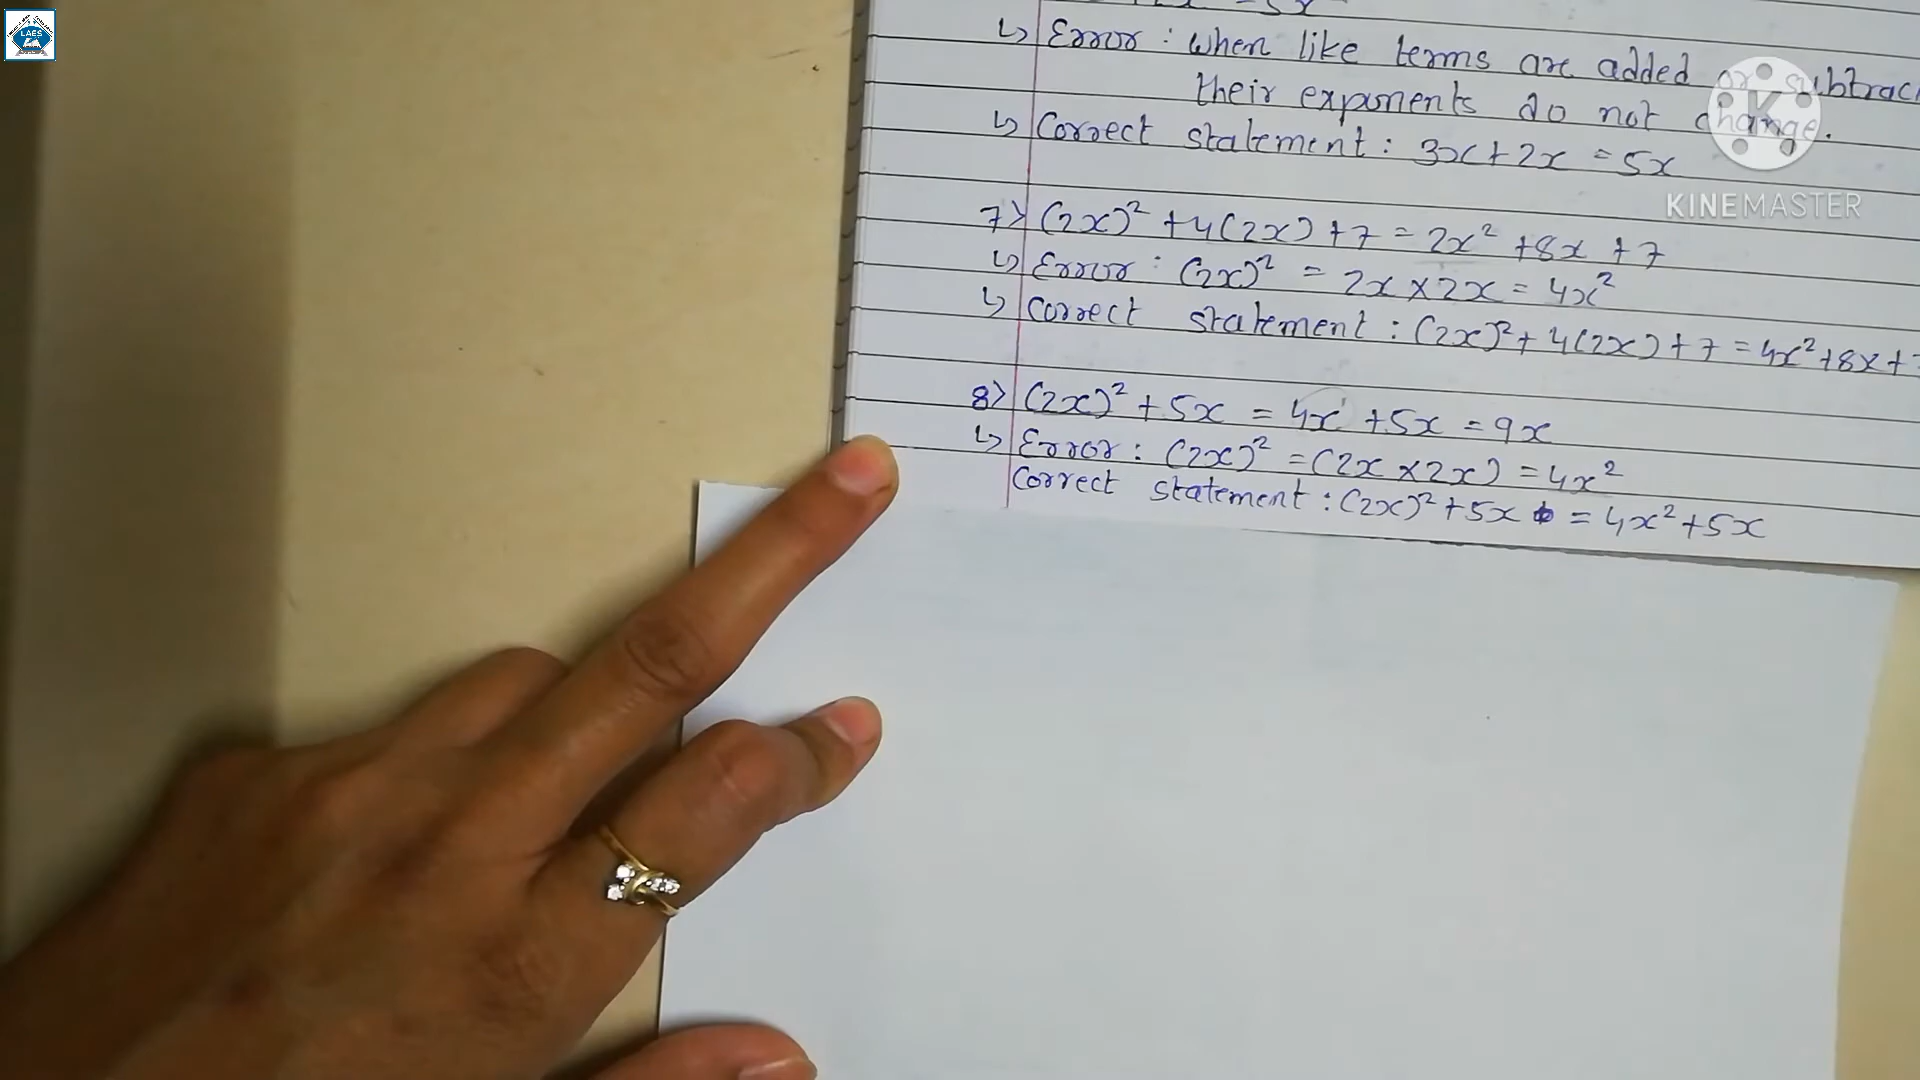 LAES
↳ Error : when like terms are added or subtrac
their exponents do not change.
↳ Correct statement : 3x + 2x = 5x
KINEMASTER
7> (2x)² + 4(2x) + 7 = 2x² + 8x + 7
↳ Error : (2x)² = 2x × 2x = 4x²
↳ Correct statement : (2x)² + 4(2x) + 7 = 4x² + 8x +
8> (2x)² + 5x = 4x + 5x = 9x
↳ Error : (2x)² = (2x × 2x) = 4x²
Correct statement : (2x)² + 5x = 4x² + 5x